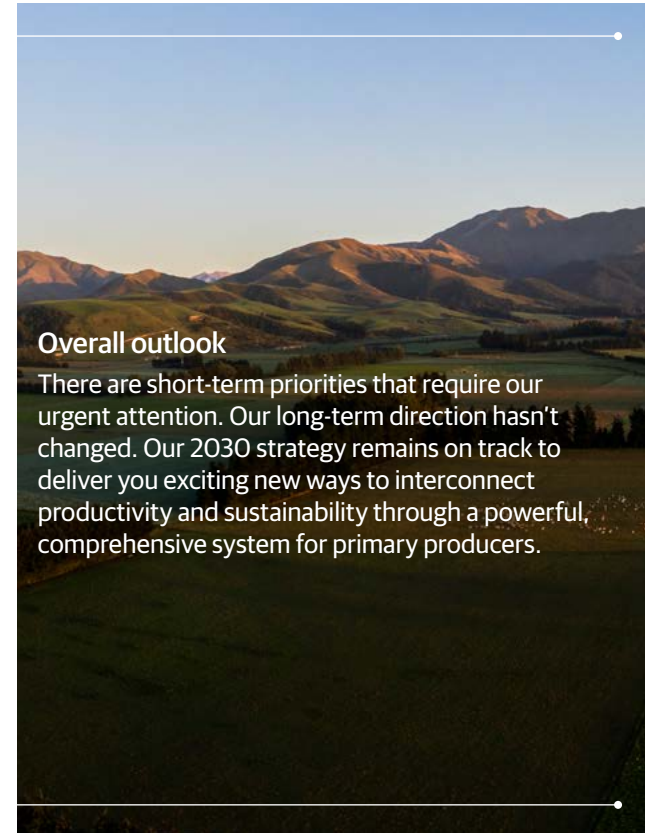 Overall outlook
There are short-term priorities that require our
urgent attention. Our long-term direction hasn't
changed. Our 2030 strategy remains on track to
deliver you exciting new ways to interconnect
productivity and sustainability through a powerful,
comprehensive system for primary producers.